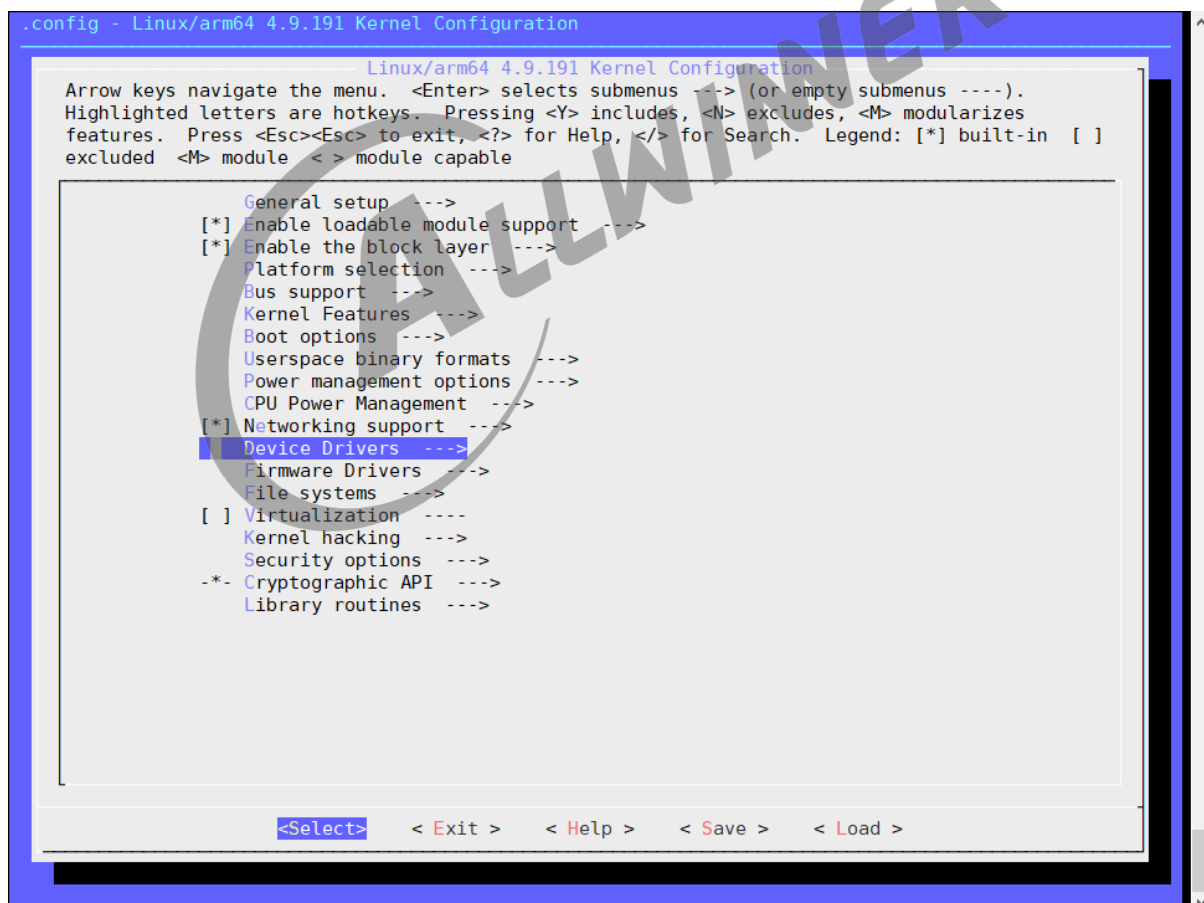 .config - Linux/arm64 4.9.191 Kernel Configuration
Linux/arm64 4.9.191 Kernel Configuration
Arrow keys navigate the menu.  <Enter> selects submenus ---> (or empty submenus ----).
Highlighted letters are hotkeys.  Pressing <Y> includes, <N> excludes, <M> modularizes
features.  Press <Esc><Esc> to exit, <?> for Help, </> for Search.  Legend: [*] built-in  [ ]
excluded  <M> module  < > module capable
General setup  --->
[*] Enable loadable module support  --->
[*] Enable the block layer  --->
Platform selection  --->
Bus support  --->
Kernel Features  --->
Boot options  --->
Userspace binary formats  --->
Power management options  --->
CPU Power Management  --->
[*] Networking support  --->
Device Drivers  --->
Firmware Drivers  --->
File systems  --->
[ ] Virtualization  ----
Kernel hacking  --->
Security options  --->
-*- Cryptographic API  --->
Library routines  --->
<Select>    < Exit >    < Help >    < Save >    < Load >
ALLWINNER